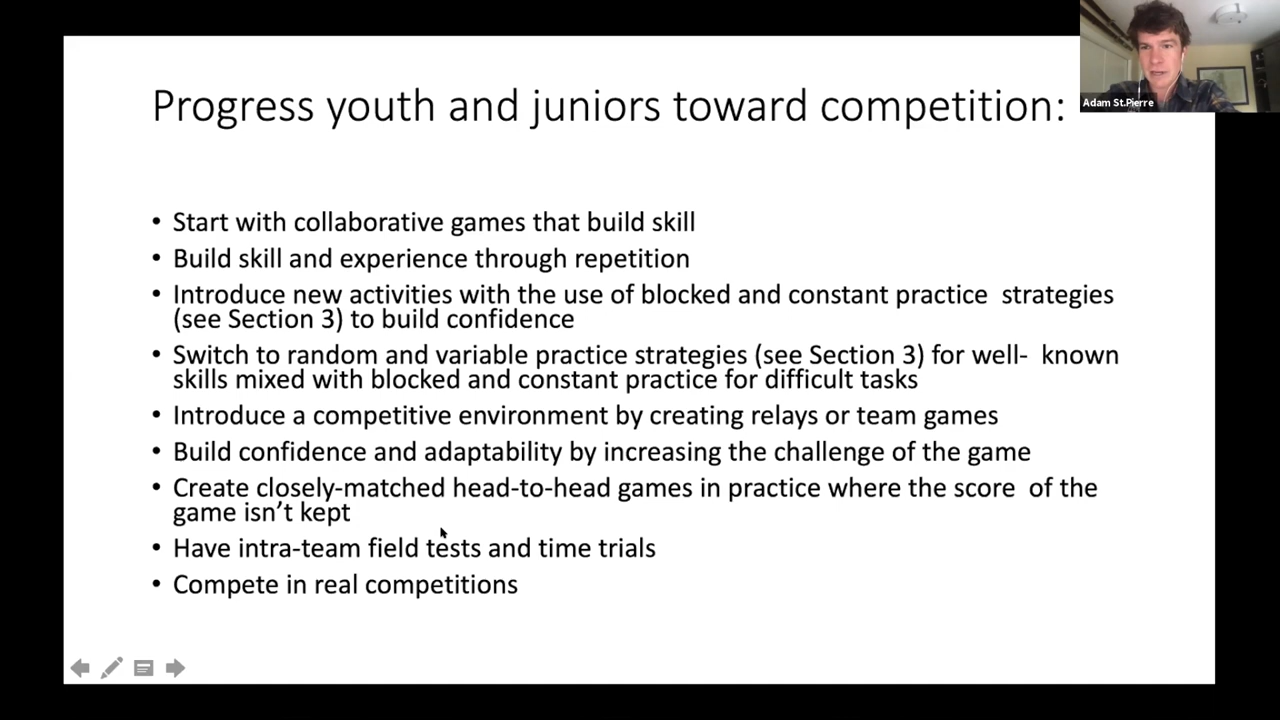 Adam St.Pierre
Progress youth and juniors toward competition:
• Start with collaborative games that build skill
• Build skill and experience through repetition
• Introduce new activities with the use of blocked and constant practice strategies
(see Section 3) to build confidence
• Switch to random and variable practice strategies (see Section 3) for well- known
skills mixed with blocked and constant practice for difficult tasks
• Introduce a competitive environment by creating relays or team games
• Build confidence and adaptability by increasing the challenge of the game
• Create closely-matched head-to-head games in practice where the score of the
game isn’t kept
• Have intra-team field tests and time trials
• Compete in real competitions